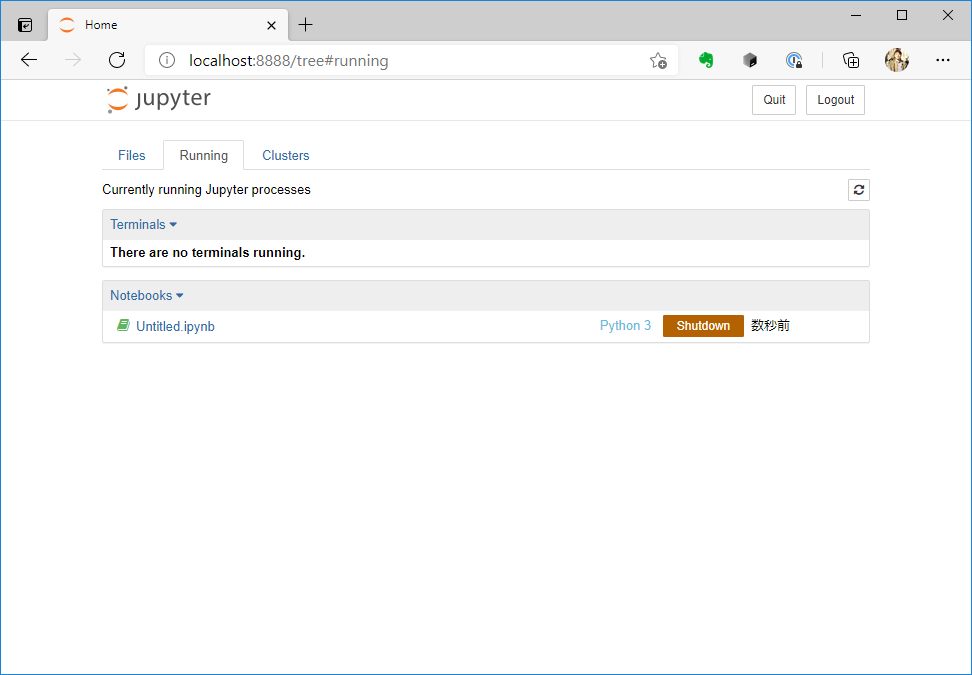 Home
localhost:8888/tree#running
jupyter
Quit Logout
Files Running Clusters
Currently running Jupyter processes
Terminals
There are no terminals running.
Notebooks
Untitled.ipynb Python 3 Shutdown 数秒前